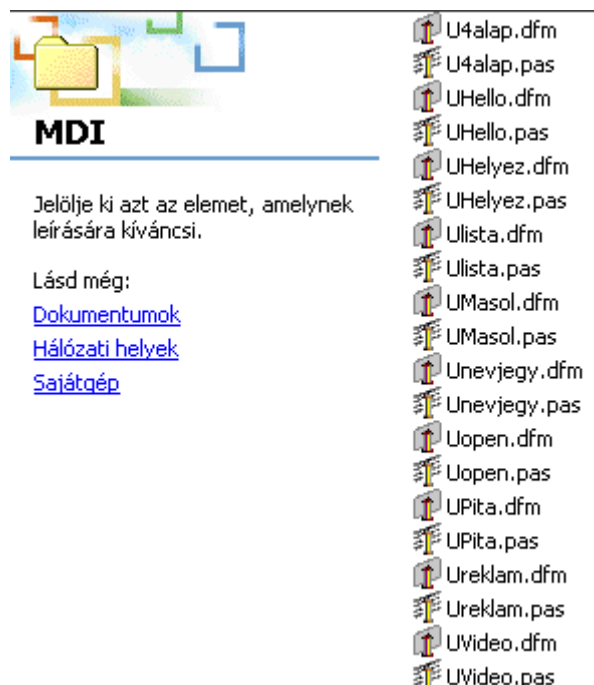 MDI
Jelölje ki azt az elemet, amelynek
leírására kíváncsi.
Lásd még:
Dokumentumok
Hálózati helyek
Sajátgép
U4alap.dfm
U4alap.pas
UHello.dfm
UHello.pas
UHelyez.dfm
UHelyez.pas
Ulista.dfm
Ulista.pas
UMasol.dfm
UMasol.pas
Unevjegy.dfm
Unevjegy.pas
Uopen.dfm
Uopen.pas
UPita.dfm
UPita.pas
Ureklam.dfm
Ureklam.pas
UVideo.dfm
UVideo.pas